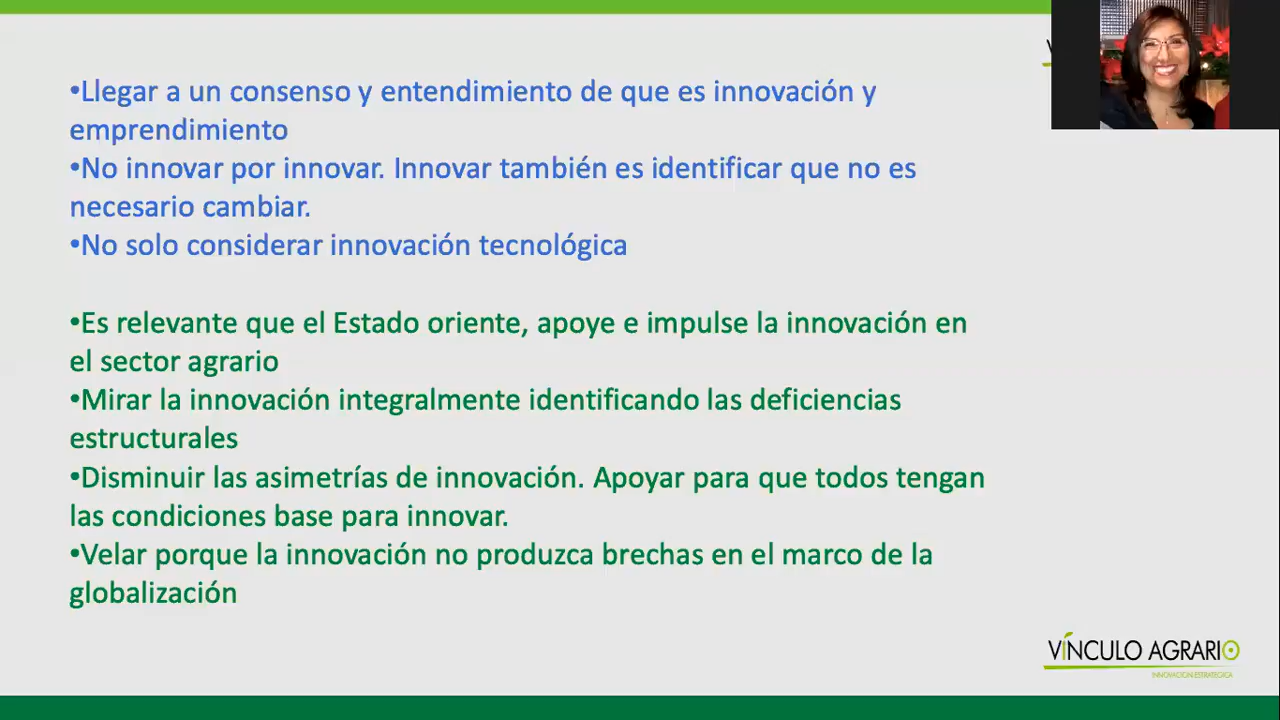 •Llegar a un consenso y entendimiento de que es innovación y
emprendimiento
•No innovar por innovar. Innovar también es identificar que no es
necesario cambiar.
•No solo considerar innovación tecnológica
•Es relevante que el Estado oriente, apoye e impulse la innovación en
el sector agrario
•Mirar la innovación integralmente identificando las deficiencias
estructurales
•Disminuir las asimetrías de innovación. Apoyar para que todos tengan
las condiciones base para innovar.
•Velar porque la innovación no produzca brechas en el marco de la
globalización
VÍNCULO AGRARIO
INNOVACIÓN ESTRATÉGICA